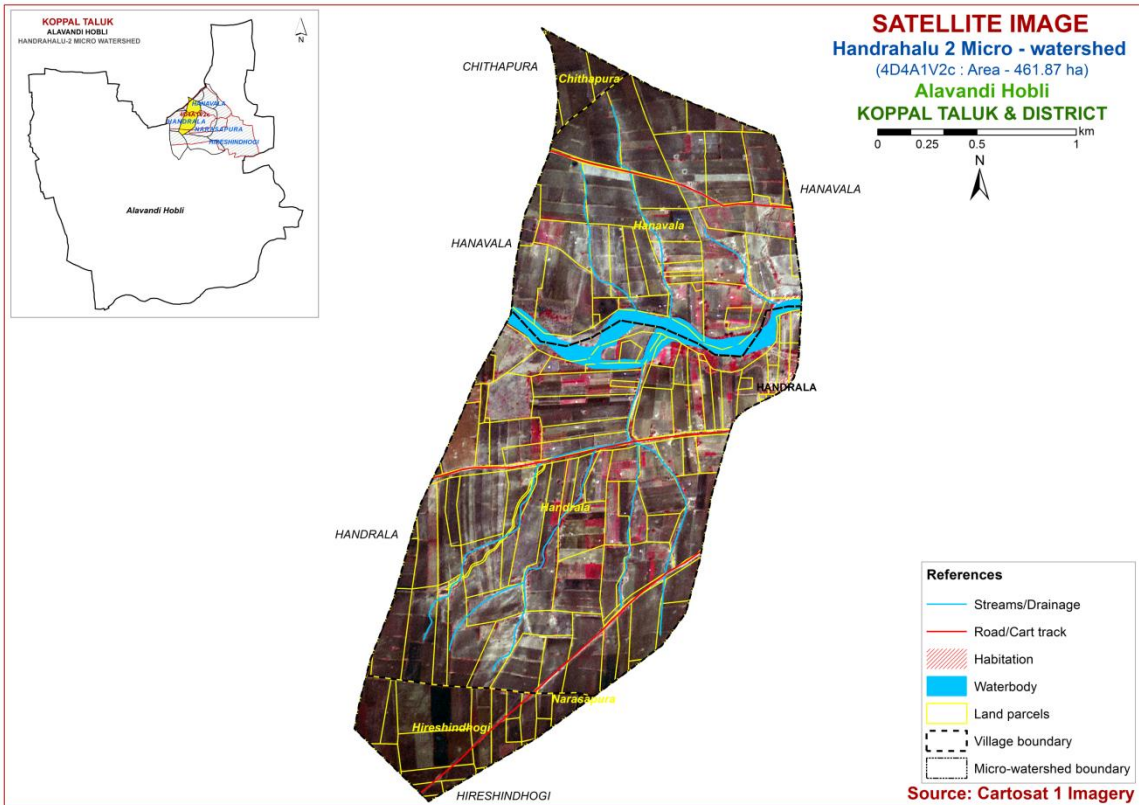 KOPPAL TALUK
ALAVANDI HOBLI
HANDRAHALU-2 MICRO WATERSHED
N
HANAVALA
HANDRALA
NARASAPURA
HIRESHINDHOGI
Alavandi Hobli
SATELLITE IMAGE
Handrahalu 2 Micro - watershed
(4D4A1V2c : Area - 461.87 ha)
Alavandi Hobli
KOPPAL TALUK & DISTRICT
km
0 0.25 0.5 1
N
CHITHAPURA
Chithapura
HANAVALA
HANAVALA
Hanavala
HANDRALA
Handrala
HANDRALA
Narasapura
Hireshindhogi
HIRESHINDHOGI
References
Streams/Drainage
Road/Cart track
Habitation
Waterbody
Land parcels
Village boundary
Micro-watershed boundary
Source: Cartosat 1 Imagery